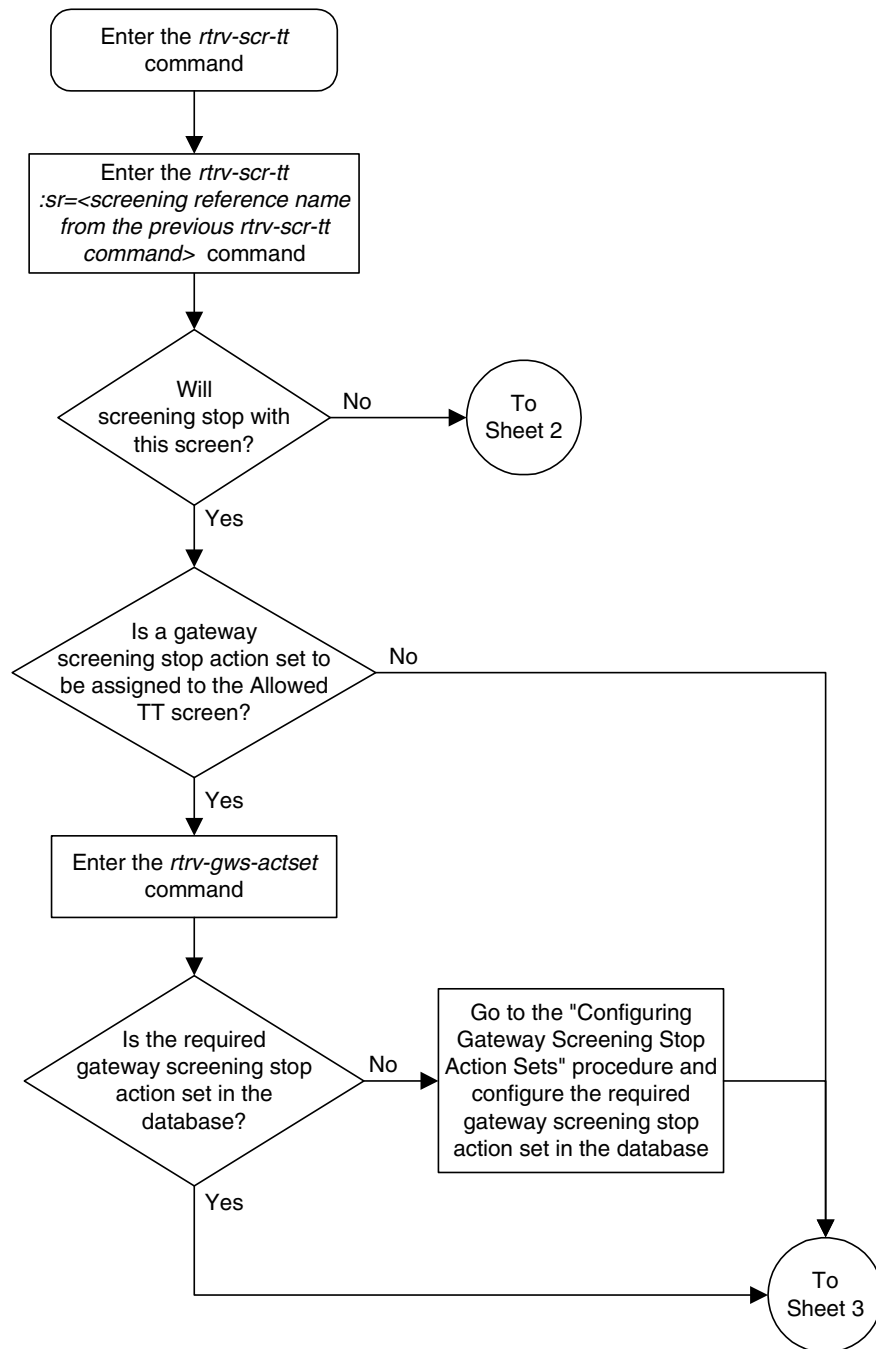 Enter the rtrv-scr-tt
command
Enter the rtrv-scr-tt
:sr=<screening reference name
from the previous rtrv-scr-tt
command> command
Will
screening stop with
this screen?
No
To
Sheet 2
Yes
Is a gateway
screening stop action set to
be assigned to the Allowed
TT screen?
No
Yes
Enter the rtrv-gws-actset
command
Is the required
gateway screening stop
action set in the
database?
No
Go to the "Configuring
Gateway Screening Stop
Action Sets" procedure and
configure the required
gateway screening stop
action set in the database
Yes
To
Sheet 3